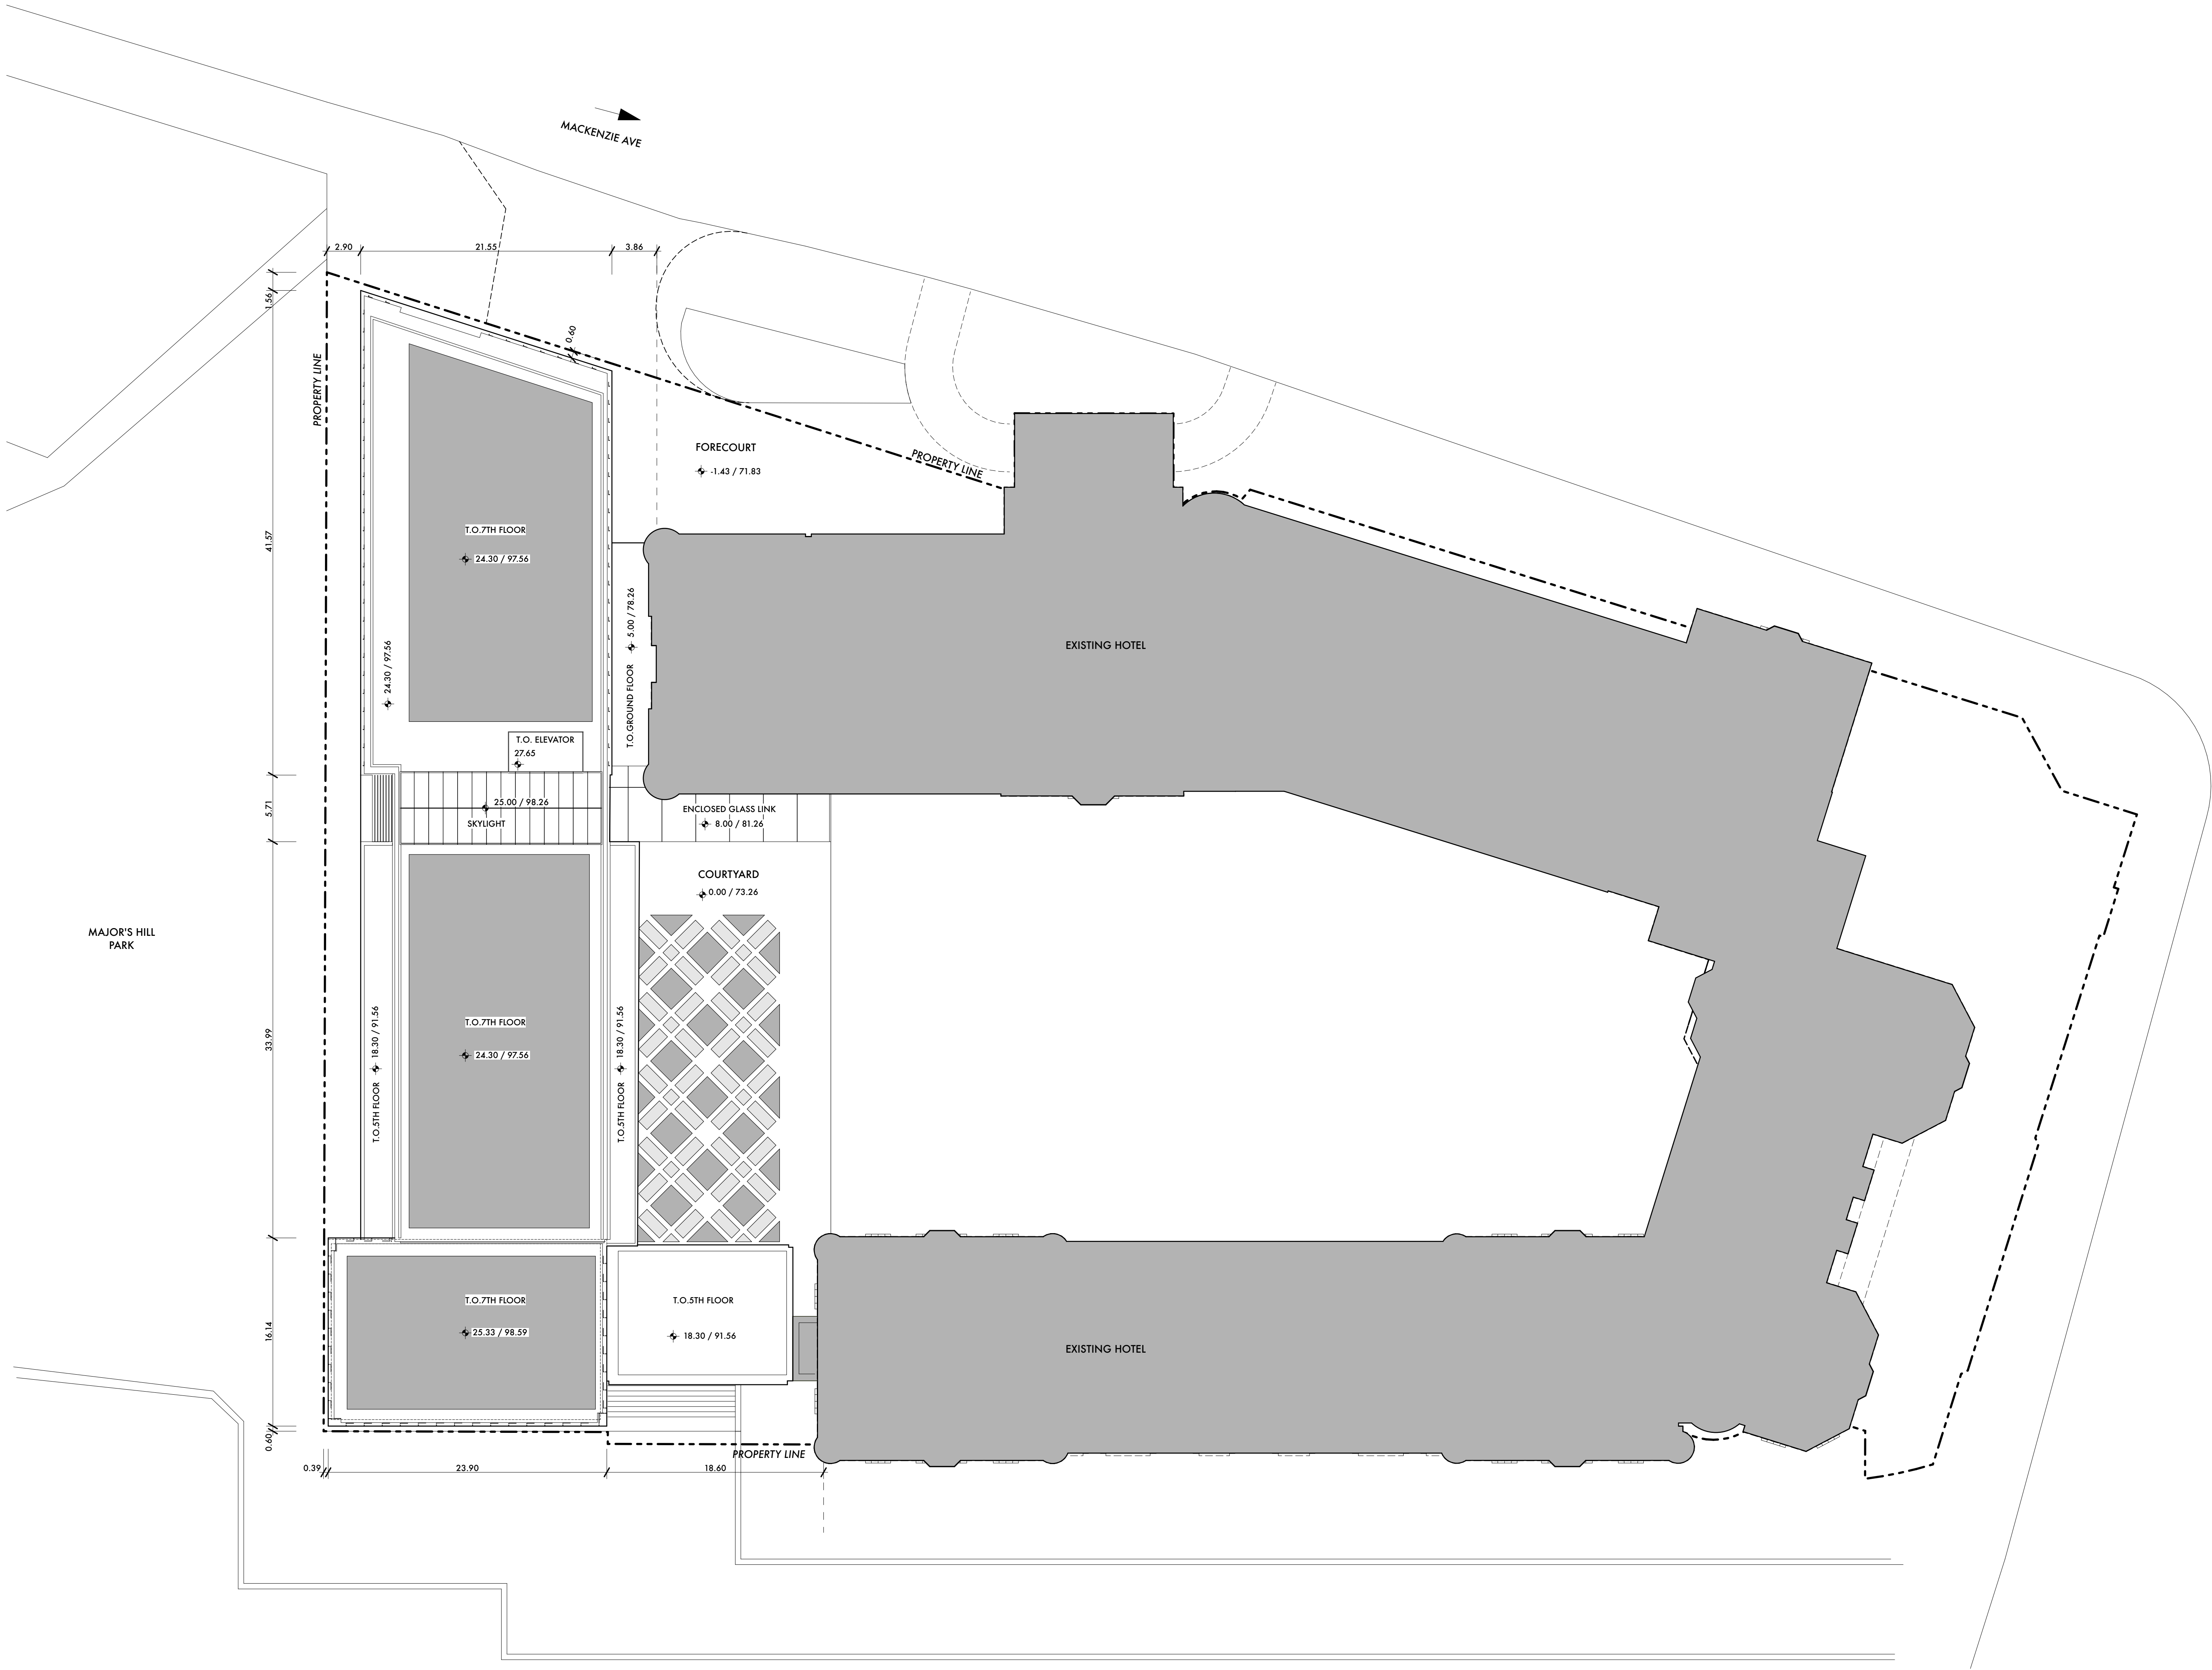 MACKENZIE AVE
2.90
21.55
3.86
1.56
0.60
PROPERTY LINE
FORECOURT
-1.43 / 71.83
PROPERTY LINE
T.O.7TH FLOOR
24.30 / 97.56
41.57
24.30 / 97.56
T.O.GROUND FLOOR
5.00 / 78.26
EXISTING HOTEL
T.O. ELEVATOR
27.65
25.00 / 98.26
SKYLIGHT
5.71
ENCLOSED GLASS LINK
8.00 / 81.26
COURTYARD
0.00 / 73.26
MAJOR'S HILL
PARK
T.O.5TH FLOOR
18.30 / 91.56
T.O.7TH FLOOR
24.30 / 97.56
T.O.5TH FLOOR
18.30 / 91.56
33.99
T.O.7TH FLOOR
25.33 / 98.59
T.O.5TH FLOOR
18.30 / 91.56
16.14
EXISTING HOTEL
0.60
PROPERTY LINE
0.39
23.90
18.60